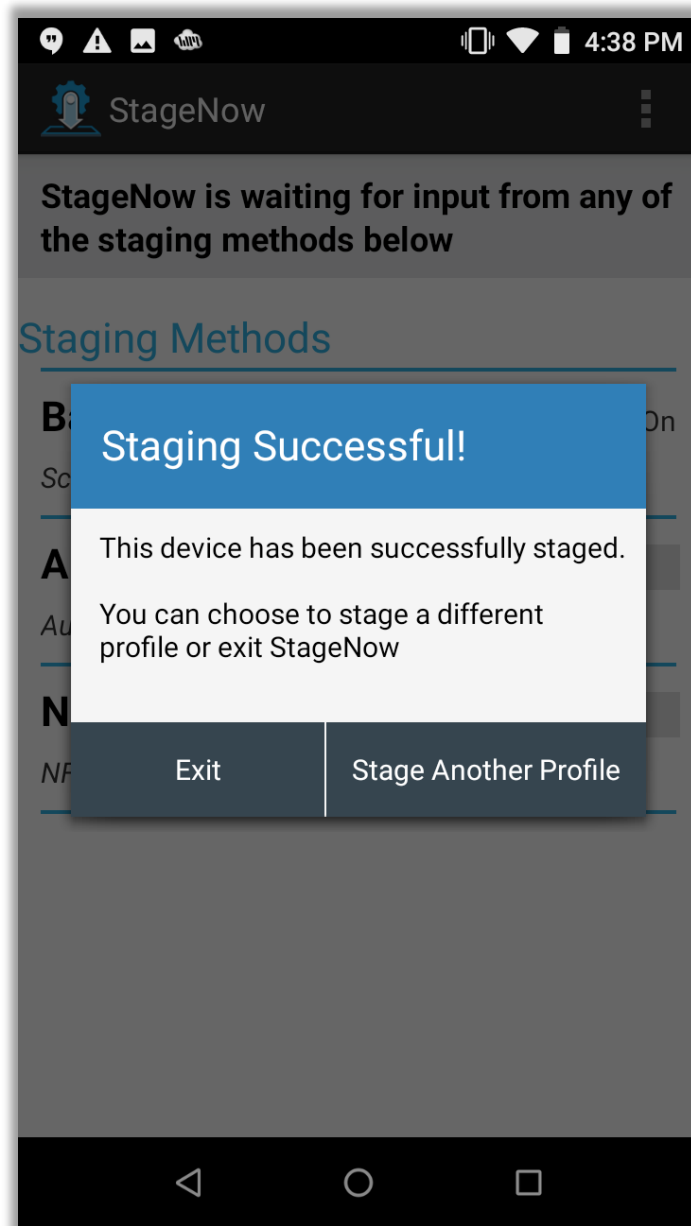 4:38 PM
StageNow
StageNow is waiting for input from any of
the staging methods below
Staging Methods
On
Staging Successful!
This device has been successfully staged.
You can choose to stage a different
profile or exit StageNow
Exit
Stage Another Profile